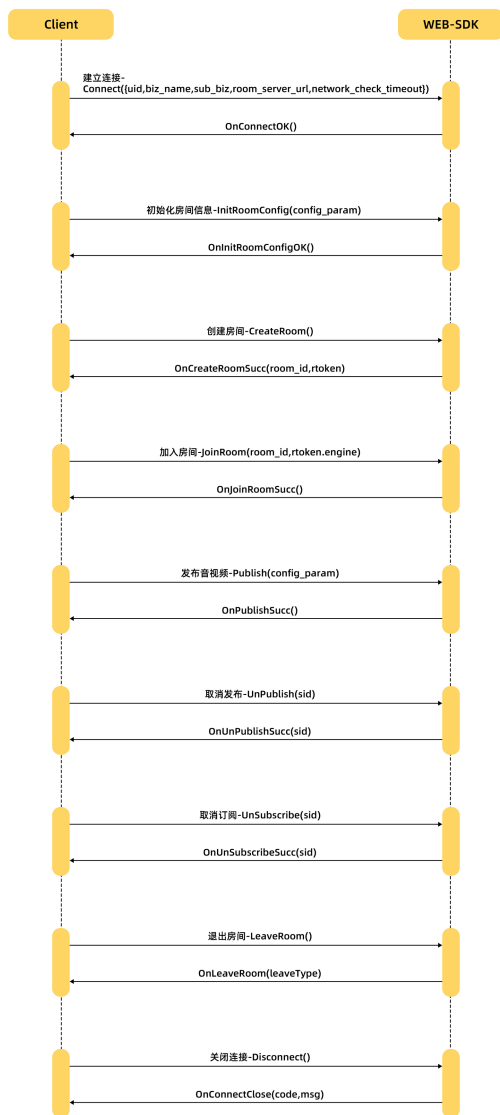 Client
WEB-SDK
建立连接-
Connect({uid,biz_name,sub_biz,room_server_url,network_check_timeout})
OnConnectOK()
初始化房间信息-InitRoomConfig(config_param)
OnInitRoomConfigOK()
创建房间-CreateRoom()
OnCreateRoomSucc(room_id,rtoken)
加入房间-JoinRoom(room_id,rtoken.engine)
OnJoinRoomSucc()
发布音视频-Publish(config_param)
OnPublishSucc()
取消发布-UnPublish(sid)
OnUnPublishSucc(sid)
取消订阅-UnSubscribe(sid)
OnUnSubscribeSucc(sid)
退出房间-LeaveRoom()
OnLeaveRoom(leaveType)
关闭连接-Disconnect()
OnConnectClose(code,msg)